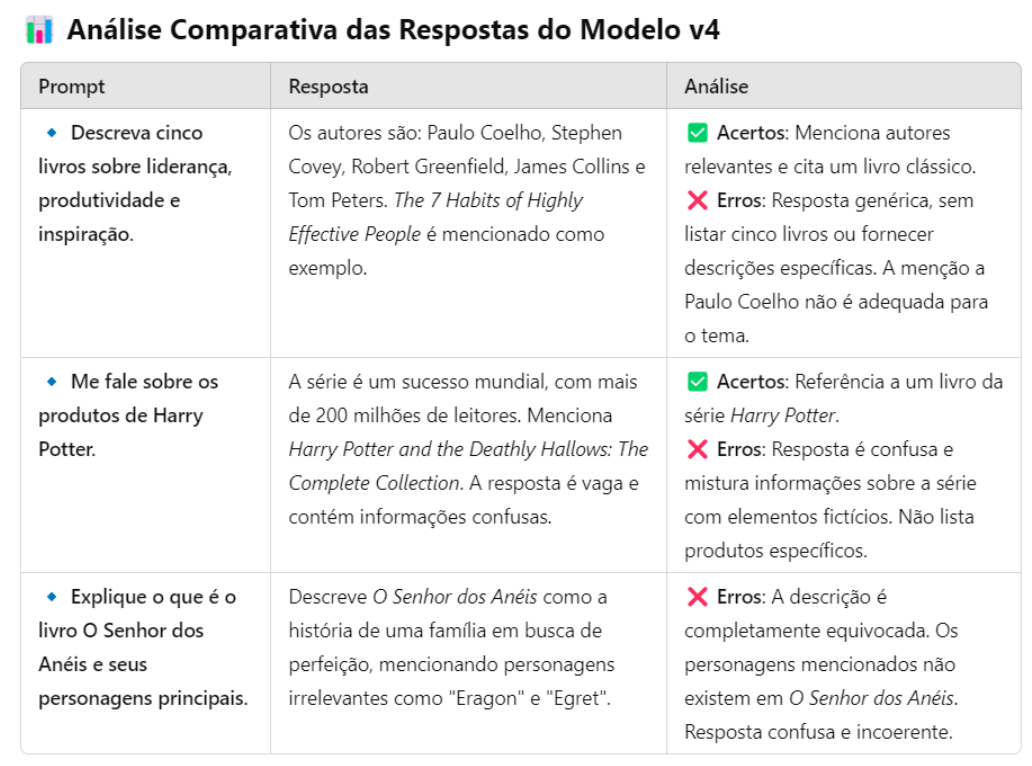 Análise Comparativa das Respostas do Modelo v4
Prompt
Resposta
Análise
Descreva cinco
livros sobre liderança,
produtividade e
inspiração.
Os autores são: Paulo Coelho, Stephen
Covey, Robert Greenfield, James Collins e
Tom Peters. The 7 Habits of Highly
Effective People é mencionado como
exemplo.
✅ Acertos: Menciona autores
relevantes e cita um livro clássico.
❌ Erros: Resposta genérica, sem
listar cinco livros ou fornecer
descrições específicas. A menção a
Paulo Coelho não é adequada para
o tema.
Me fale sobre os
produtos de Harry
Potter.
A série é um sucesso mundial, com mais
de 200 milhões de leitores. Menciona
Harry Potter and the Deathly Hallows: The
Complete Collection. A resposta é vaga e
contém informações confusas.
✅ Acertos: Referência a um livro da
série Harry Potter.
❌ Erros: Resposta é confusa e
mistura informações sobre a série
com elementos fictícios. Não lista
produtos específicos.
Explique o que é o
livro O Senhor dos
Anéis e seus
personagens principais.
Descreve O Senhor dos Anéis como a
história de uma família em busca de
perfeição, mencionando personagens
irrelevantes como "Eragon" e "Egret".
❌ Erros: A descrição é
completamente equivocada. Os
personagens mencionados não
existem em O Senhor dos Anéis.
Resposta confusa e incoerente.